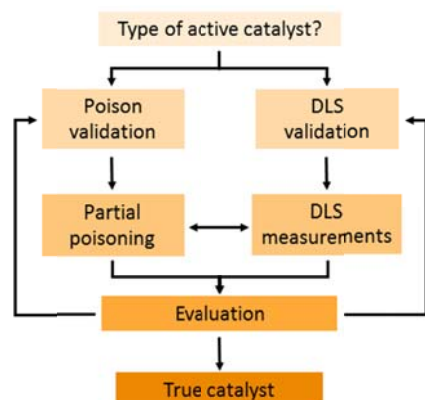 Type of active catalyst?
Poison
validation
DLS
validation
Partial
poisoning
DLS
measurements
Evaluation
True catalyst